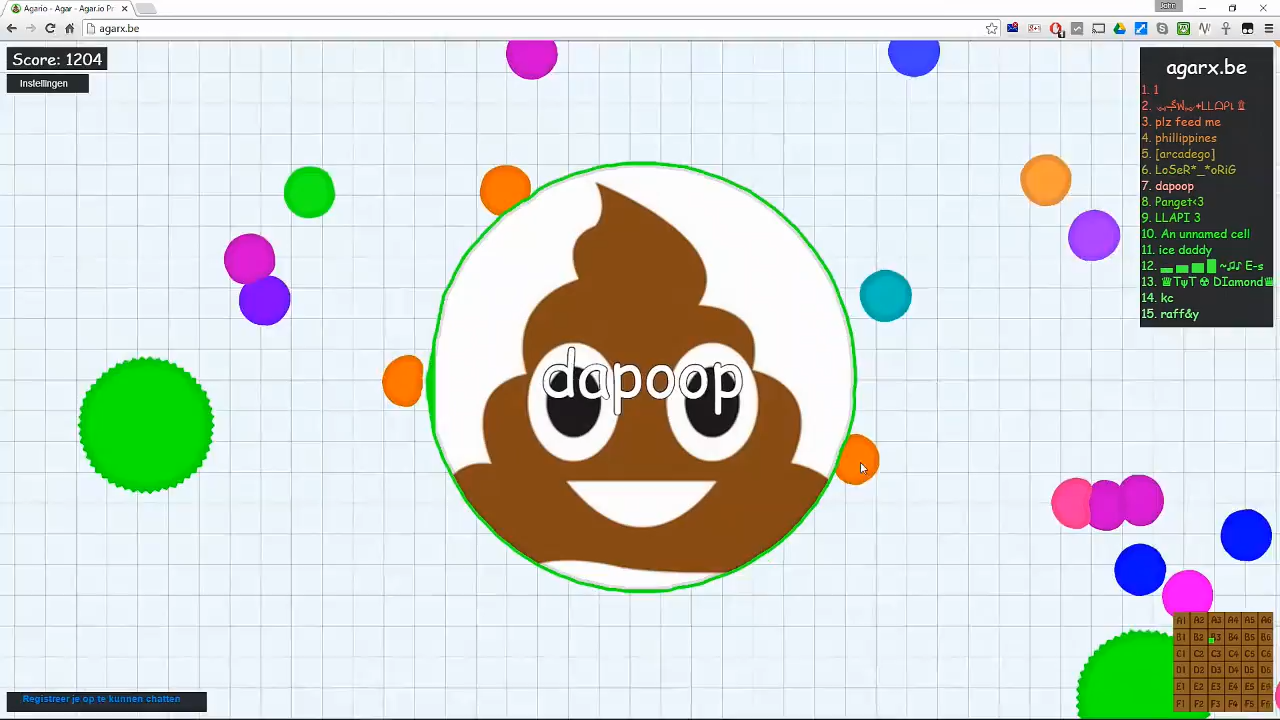 Agario - Agar - Agar.io Pr
John
agarx.be
Score: 1204
Instellingen
agarx.be
1. 1
3. plz feed me
4. phillippines
5. [arcadego]
6. LoSeR*_*oRiG
7. dapoop
8. Panget<3
9. LLAPI 3
10. An unnamed cell
11. ice daddy
12. ▂▄▆█ ~♫♪ E-s
13. ♕TψT ☢ DIamond♕
14. kc
15. raff&y
dapoop
A1 A2 A3 A4 A5 A6
B1 B2 B3 B4 B5 B6
C1 C2 C3 C4 C5 C6
D1 D2 D3 D4 D5 D6
E1 E2 E3 E4 E5 E6
F1 F2 F3 F4 F5 F6
Registreer je op te kunnen chatten